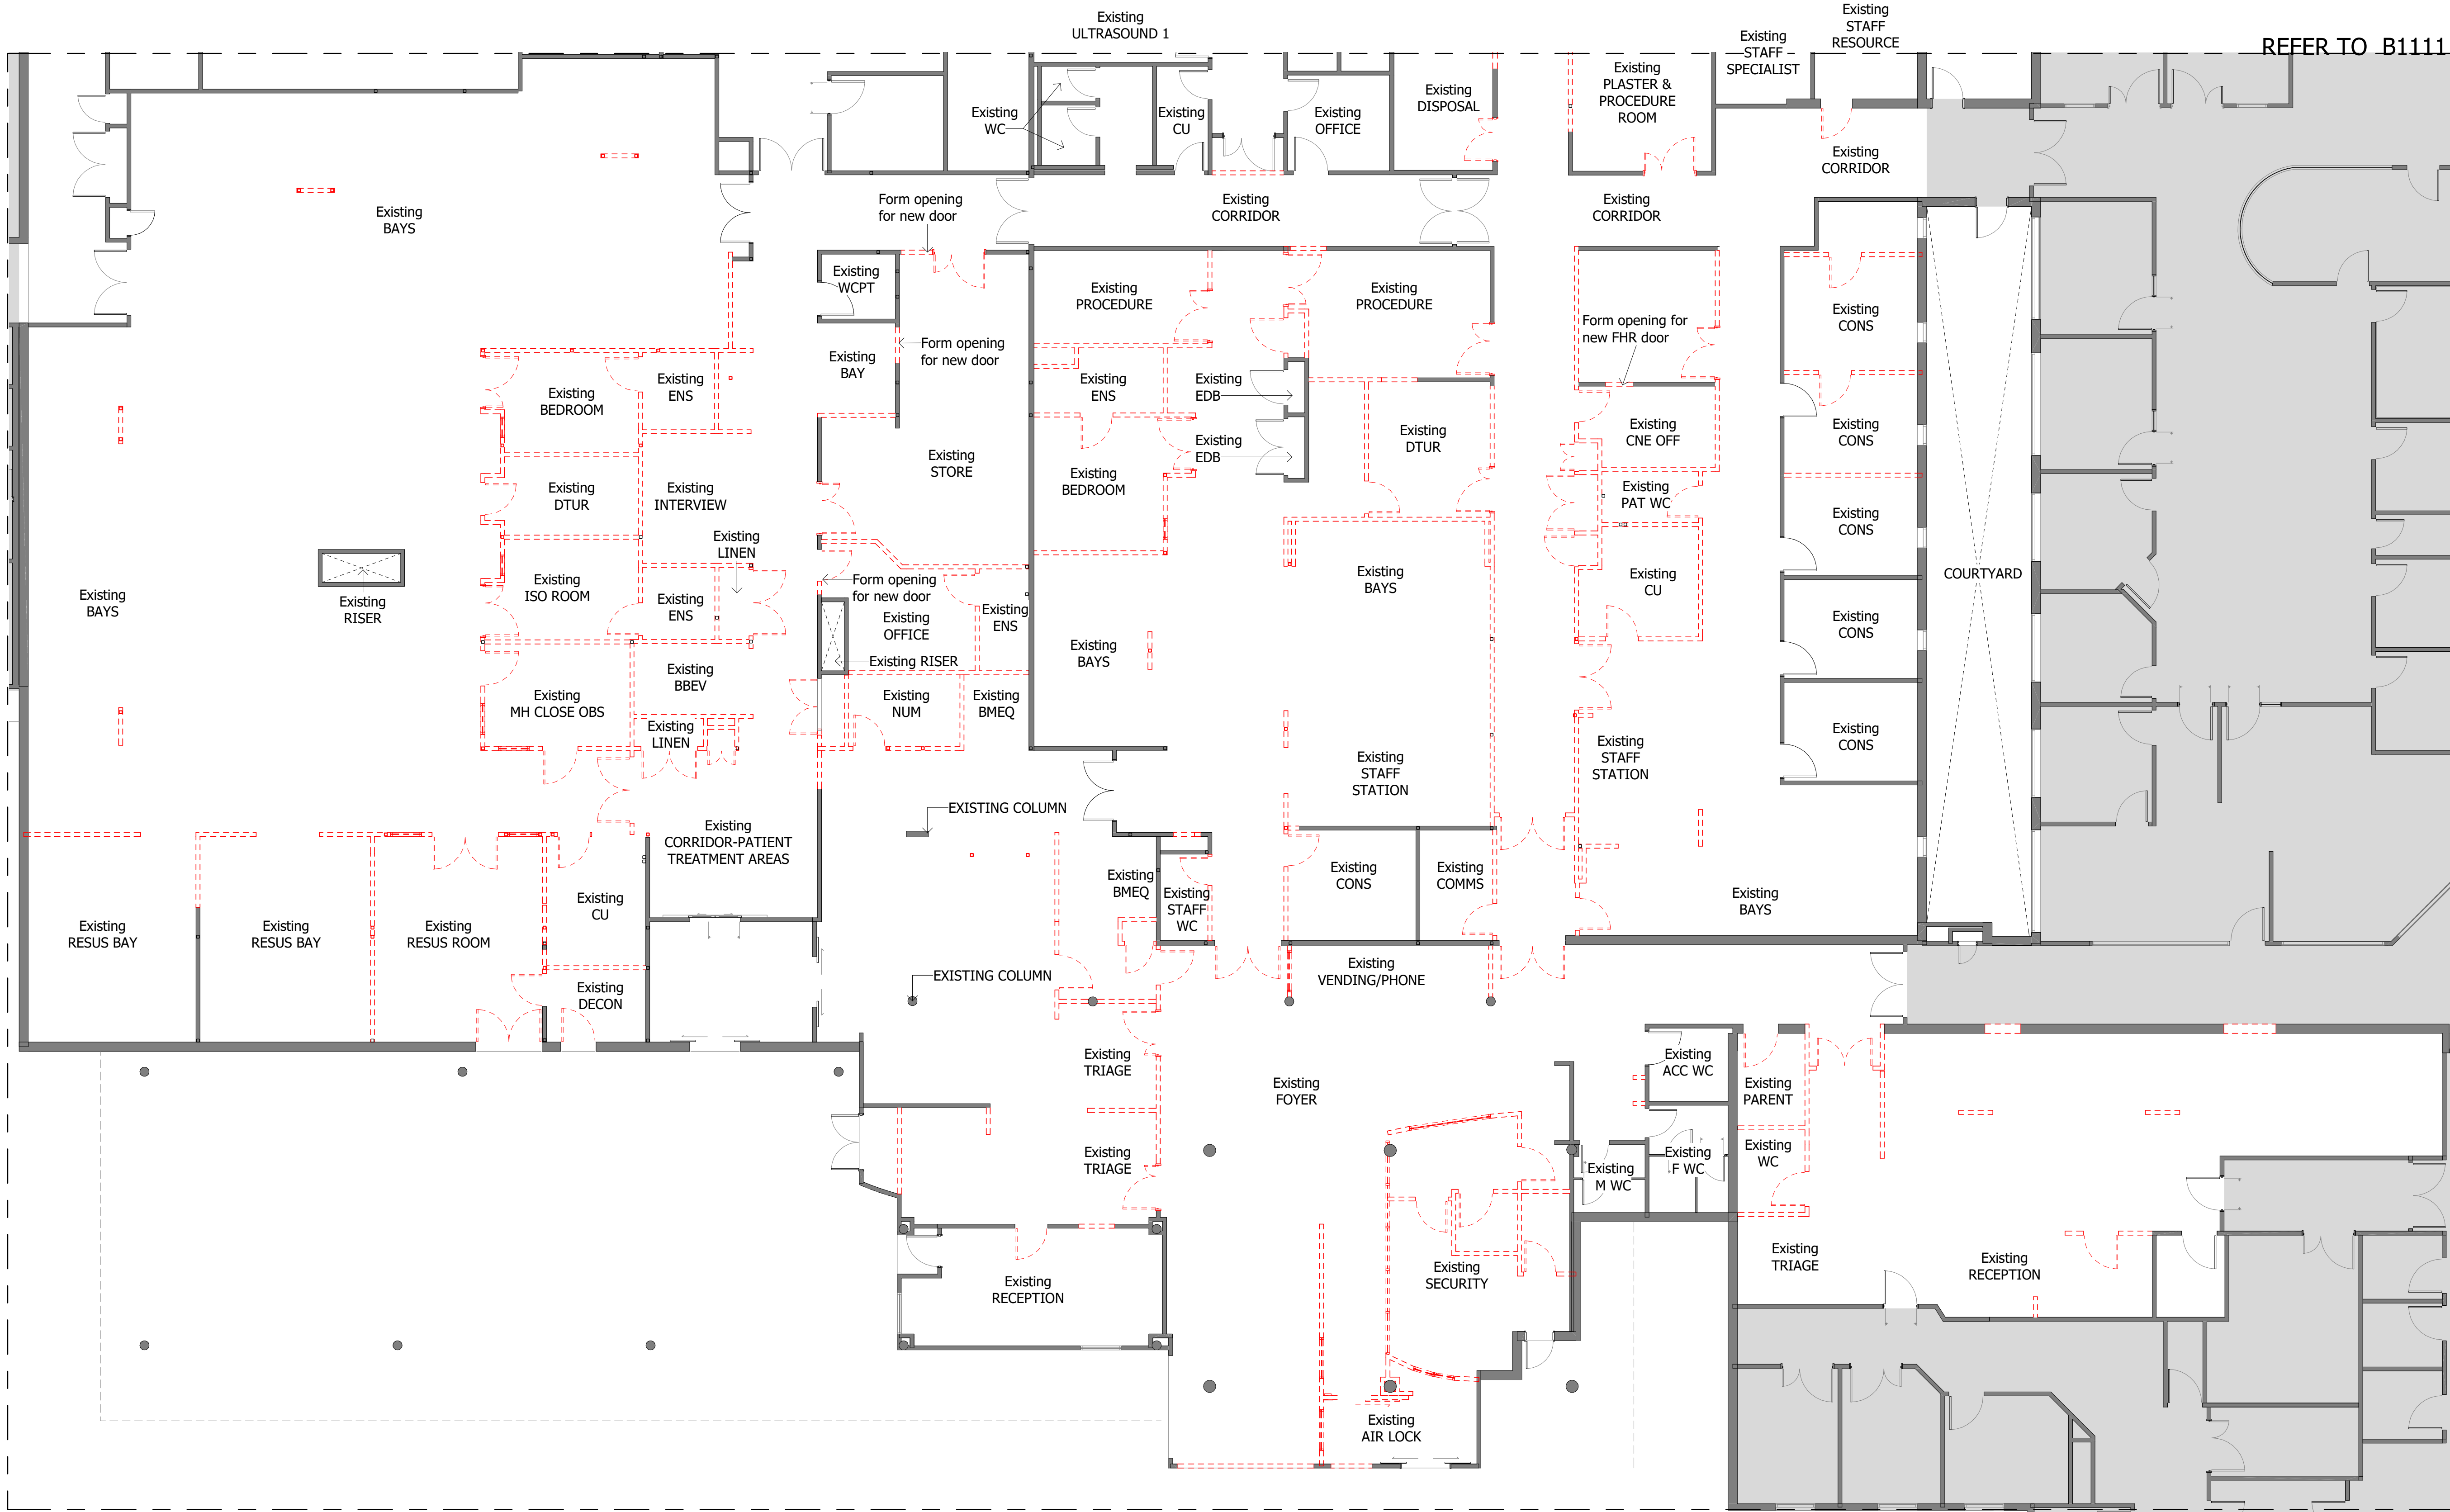 Existing
ULTRASOUND 1
Existing
STAFF
RESOURCE
Existing
STAFF
SPECIALIST
REFER TO B1111
Existing
WC
Existing
CU
Existing
OFFICE
Existing
DISPOSAL
Existing
PLASTER &
PROCEDURE
ROOM
Existing
CORRIDOR
Existing
BAYS
Form opening
for new door
Existing
CORRIDOR
Existing
CORRIDOR
Existing
WCPT
Existing
PROCEDURE
Existing
PROCEDURE
Form opening for
new FHR door
Existing
CONS
Existing
BAY
Form opening
for new door
Existing
BEDROOM
Existing
ENS
Existing
ENS
Existing
EDB
Existing
EDB
Existing
DTUR
Existing
CNE OFF
Existing
CONS
Existing
STORE
Existing
BEDROOM
Existing
DTUR
Existing
INTERVIEW
Existing
PAT WC
Existing
CONS
Existing
LINEN
Existing
BAYS
Existing
RISER
Existing
ISO ROOM
Existing
ENS
Form opening
for new door
Existing
OFFICE
Existing
ENS
Existing RISER
Existing
BAYS
Existing
BAYS
Existing
CU
COURTYARD
Existing
CONS
Existing
MH CLOSE OBS
Existing
BBEV
Existing
LINEN
Existing
NUM
Existing
BMEQ
Existing
STAFF
STATION
Existing
STAFF
STATION
Existing
CONS
EXISTING COLUMN
Existing
CORRIDOR-PATIENT
TREATMENT AREAS
Existing
BMEQ
Existing
STAFF
WC
Existing
CONS
Existing
COMMS
Existing
BAYS
Existing
RESUS BAY
Existing
RESUS BAY
Existing
RESUS ROOM
Existing
CU
Existing
DECON
EXISTING COLUMN
Existing
VENDING/PHONE
Existing
TRIAGE
Existing
FOYER
Existing
ACC WC
Existing
PARENT
Existing
TRIAGE
Existing
M WC
Existing
F WC
Existing
WC
Existing
RECEPTION
Existing
SECURITY
Existing
TRIAGE
Existing
RECEPTION
Existing
AIR LOCK